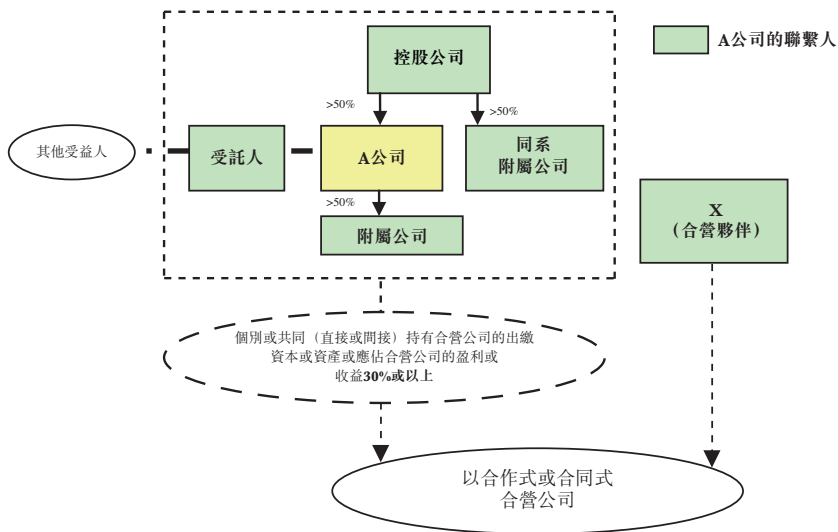 控股公司
A公司的聯繫人
>50%
>50%
其他受益人
受託人
A公司
同系
附屬公司
>50%
附屬公司
X
（合營夥伴）
個別或共同（直接或間接）持有合營公司的出繳
資本或資產或應佔合營公司的盈利或
收益30%或以上
以合作式或合同式
合營公司